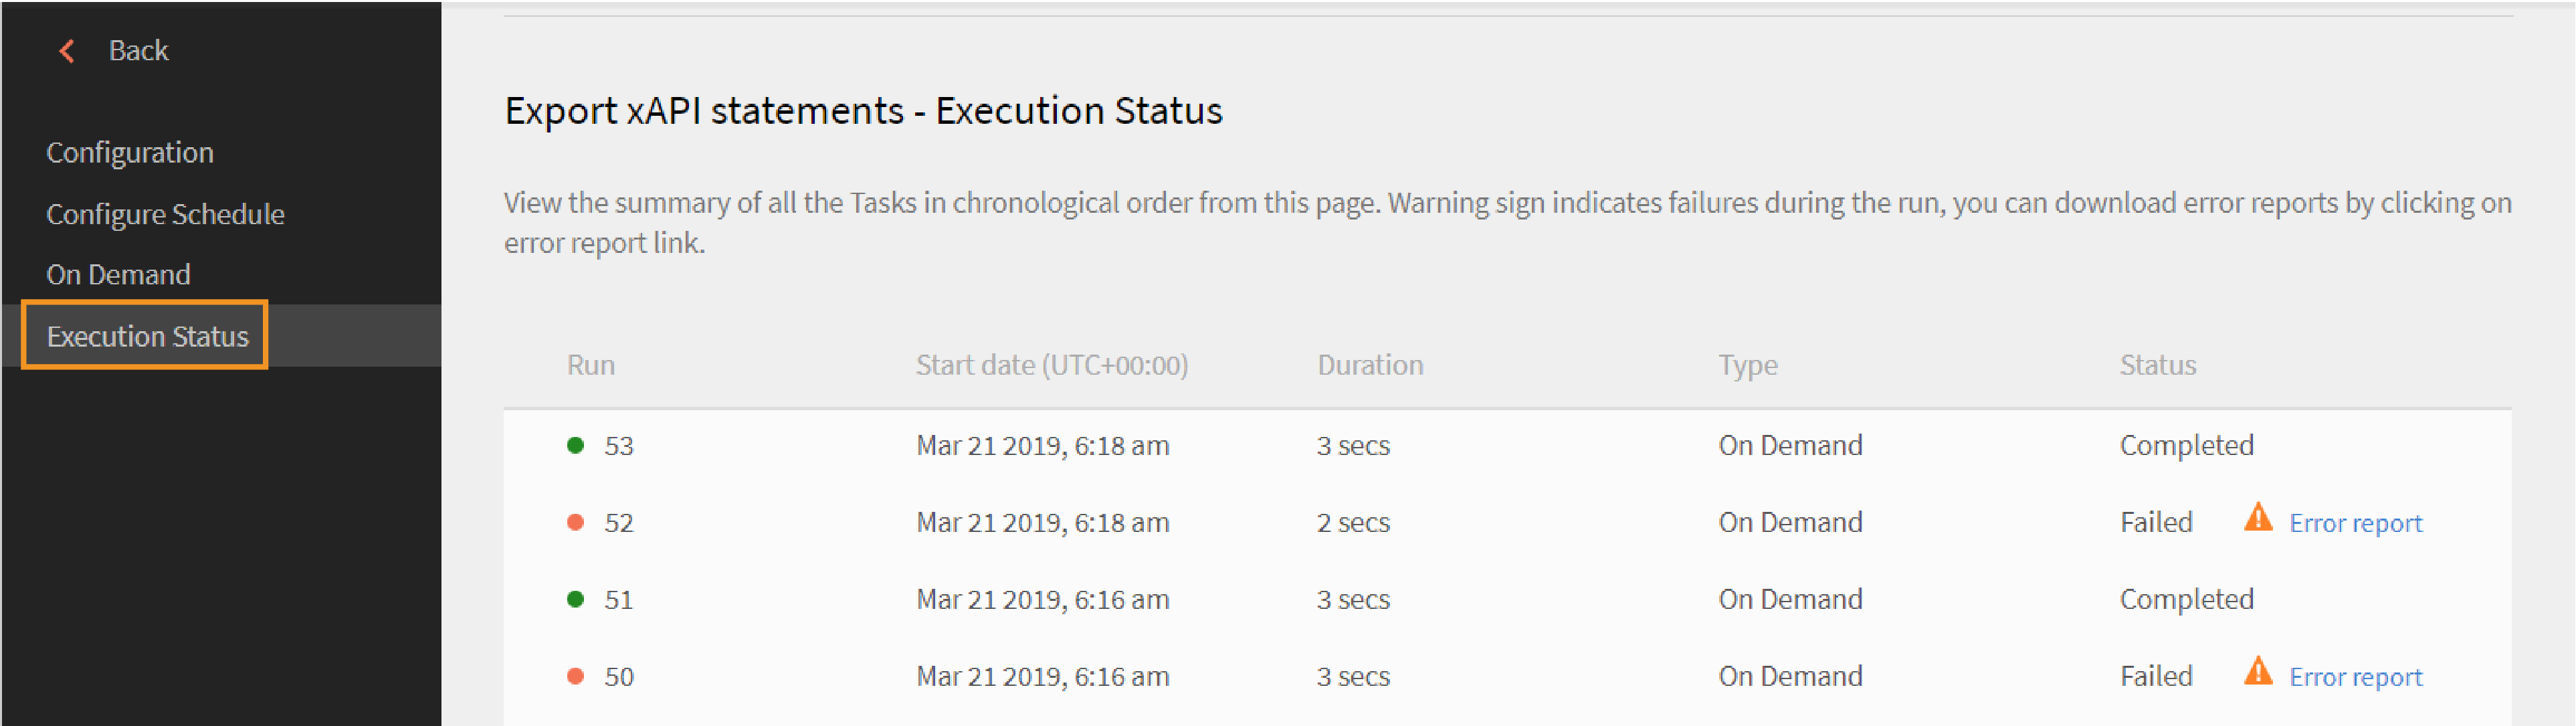 Back
Configuration
Configure Schedule
On Demand
Execution Status
Export xAPI statements - Execution Status
View the summary of all the Tasks in chronological order from this page. Warning sign indicates failures during the run, you can download error reports by clicking on
error report link.
Run Start date (UTC+00:00) Duration Type Status
53 Mar 21 2019, 6:18 am 3 secs On Demand Completed
52 Mar 21 2019, 6:18 am 2 secs On Demand Failed Error report
51 Mar 21 2019, 6:16 am 3 secs On Demand Completed
50 Mar 21 2019, 6:16 am 3 secs On Demand Failed Error report